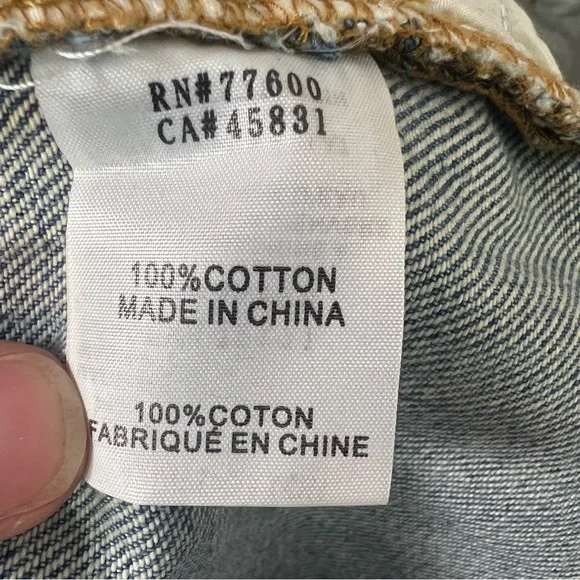 RN#77600
CA#45831
100%COTTON
MADE IN CHINA
100%COTON
FABRIQUÉ EN CHINE